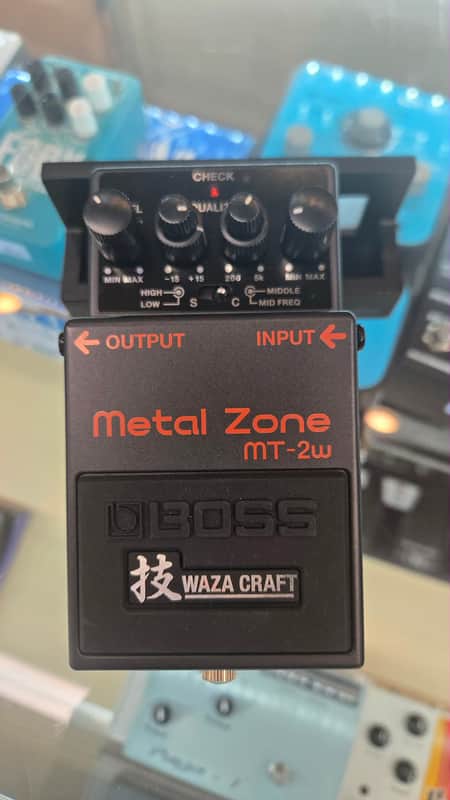 CHECK
MIN MAX -15 +15 200 5k MIN MAX
HIGH MIDDLE
LOW S C MID FREQ
← OUTPUT INPUT ←
Metal Zone
MT-2w
BOSS
技 WAZA CRAFT